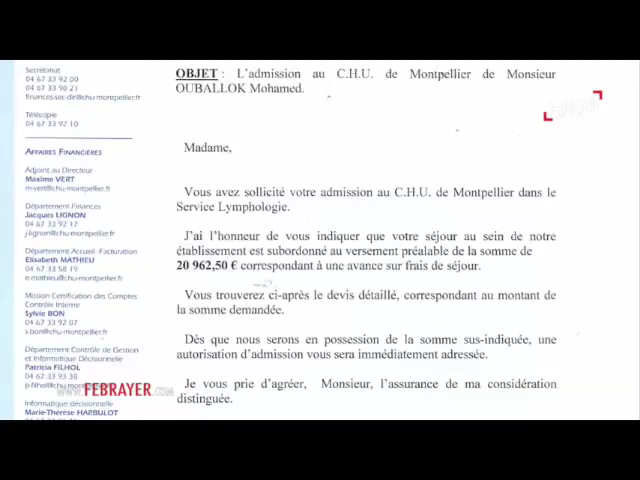 Secrétariat
04 67 33 92 00
04 67 33 98 21
finances-sec-dir@chu-montpellier.fr
Télécopie
04 67 33 92 10
AFFAIRES FINANCIÈRES
Adjoint au Directeur
Maxime VERT
m-vert@chu-montpellier.fr
Département Finances
Jacques LIGNON
04 67 33 92 17
j-lignon@chu-montpellier.fr
Département Accueil -Facturation
Elisabeth MATHIEU
04 67 33 58 19
e-mathieu@chu-montpellier.fr
Mission Certification des Comptes
Contrôle Interne
Sylvie BON
04 67 33 92 07
s-bon@chu-montpellier.fr
Département Contrôle de Gestion
et Informatique Décisionnelle
Patricia FILHOL
04 67 33 93 38
p-filhol@chu-montpellier.fr
Informatique décisionnelle
Marie-Thérèse HARBULOT
OBJET : L'admission au C.H.U. de Montpellier de Monsieur
OUBALLOK Mohamed.
Madame,
Vous avez sollicité votre admission au C.H.U. de Montpellier dans le
Service Lymphologie.
J'ai l'honneur de vous indiquer que votre séjour au sein de notre
établissement est subordonné au versement préalable de la somme de
20 962,50 € correspondant à une avance sur frais de séjour.
Vous trouverez ci-après le devis détaillé, correspondant au montant de
la somme demandée.
Dès que nous serons en possession de la somme sus-indiquée, une
autorisation d'admission vous sera immédiatement adressée.
Je vous prie d'agréer, Monsieur, l'assurance de ma considération
distinguée.
www.FEBRAYER.com